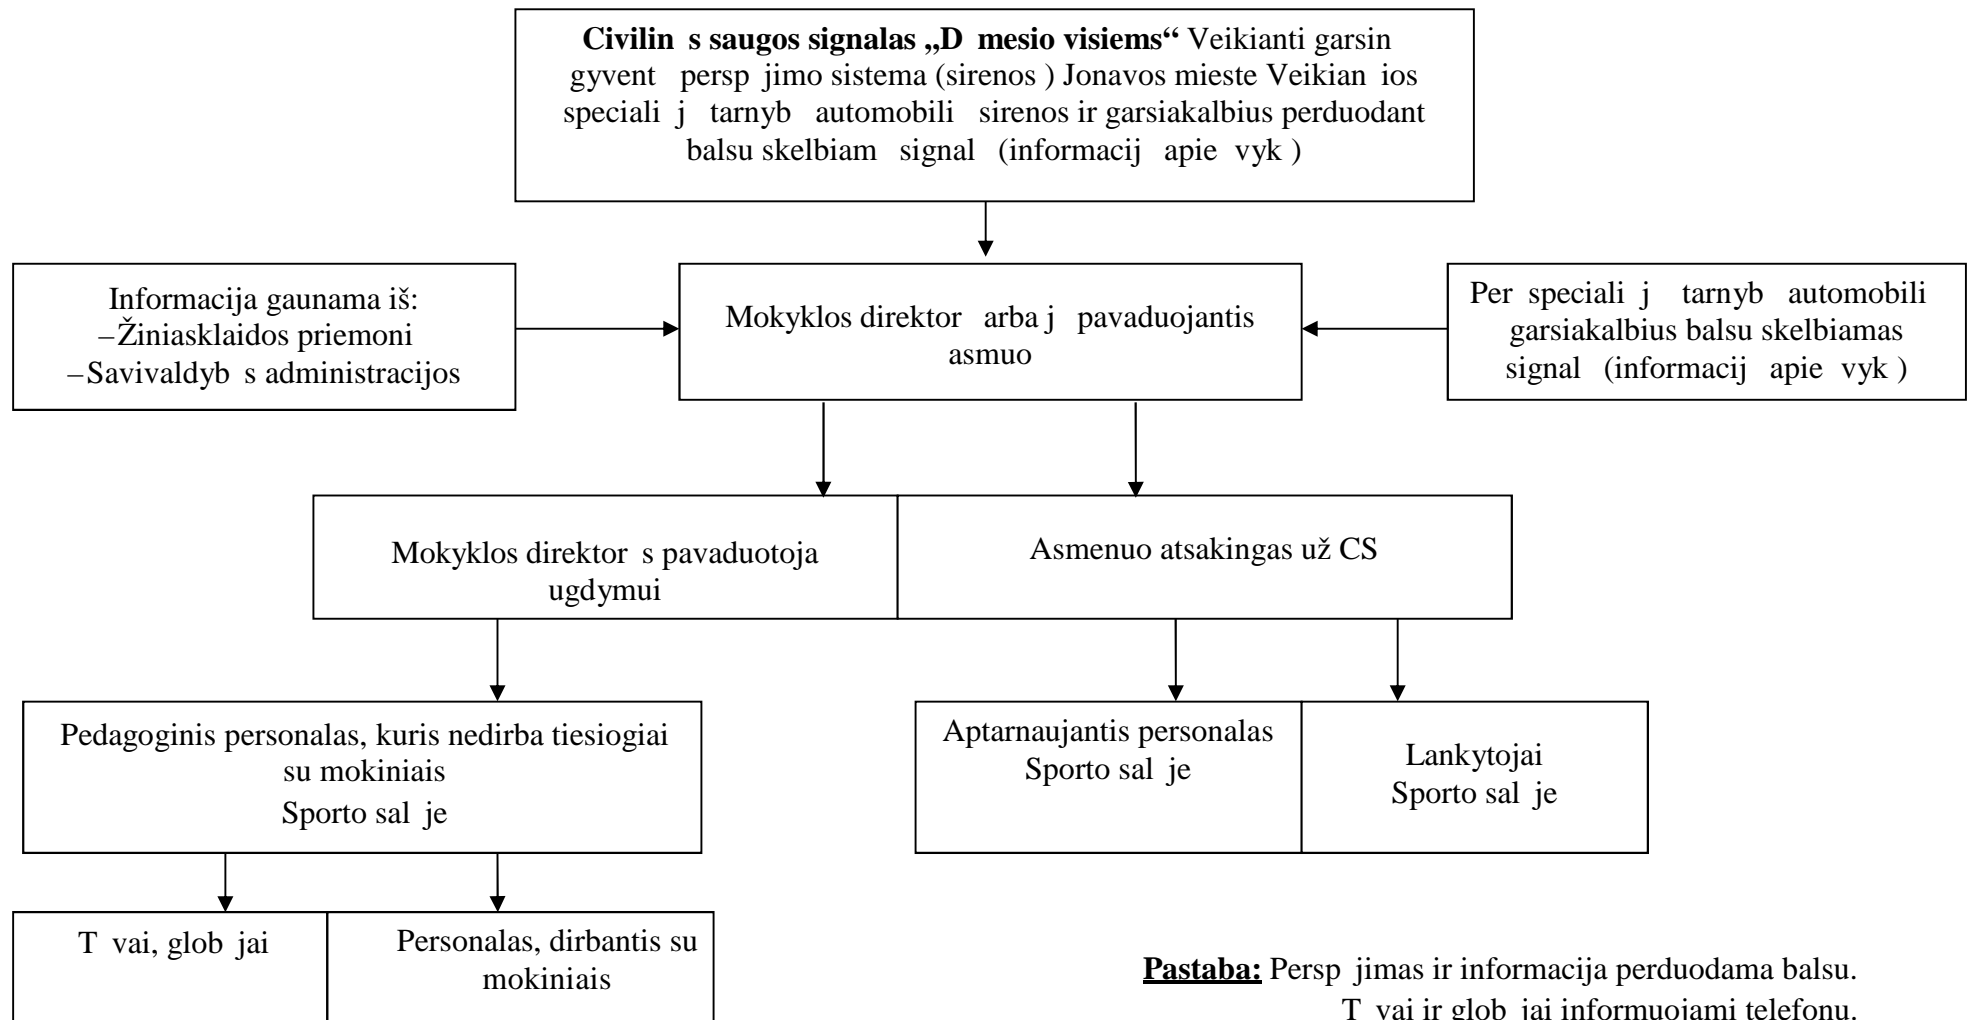 Civilin s saugos signalas „D mesio visiems“ Veikianti garsin
gyvent persp jimo sistema (sirenos ) Jonavos mieste Veikian ios
speciali j tarnyb automobili sirenos ir garsiakalbius perduodant
balsu skelbiam signal (informacij apie vyk )
Informacija gaunama iš:
–Žiniasklaidos priemoni
–Savivaldyb s administracijos
Mokyklos direktor arba j pavaduojantis
asmuo
Per speciali j tarnyb automobili
garsiakalbius balsu skelbiamas
signal (informacij apie vyk )
Mokyklos direktor s pavaduotoja
ugdymui
Asmenuo atsakingas už CS
Pedagoginis personalas, kuris nedirba tiesiogiai
su mokiniais
Sporto sal je
Aptarnaujantis personalas
Sporto sal je
Lankytojai
Sporto sal je
T vai, glob jai
Personalas, dirbantis su
mokiniais
Pastaba: Persp jimas ir informacija perduodama balsu.
T vai ir glob jai informuojami telefonu.